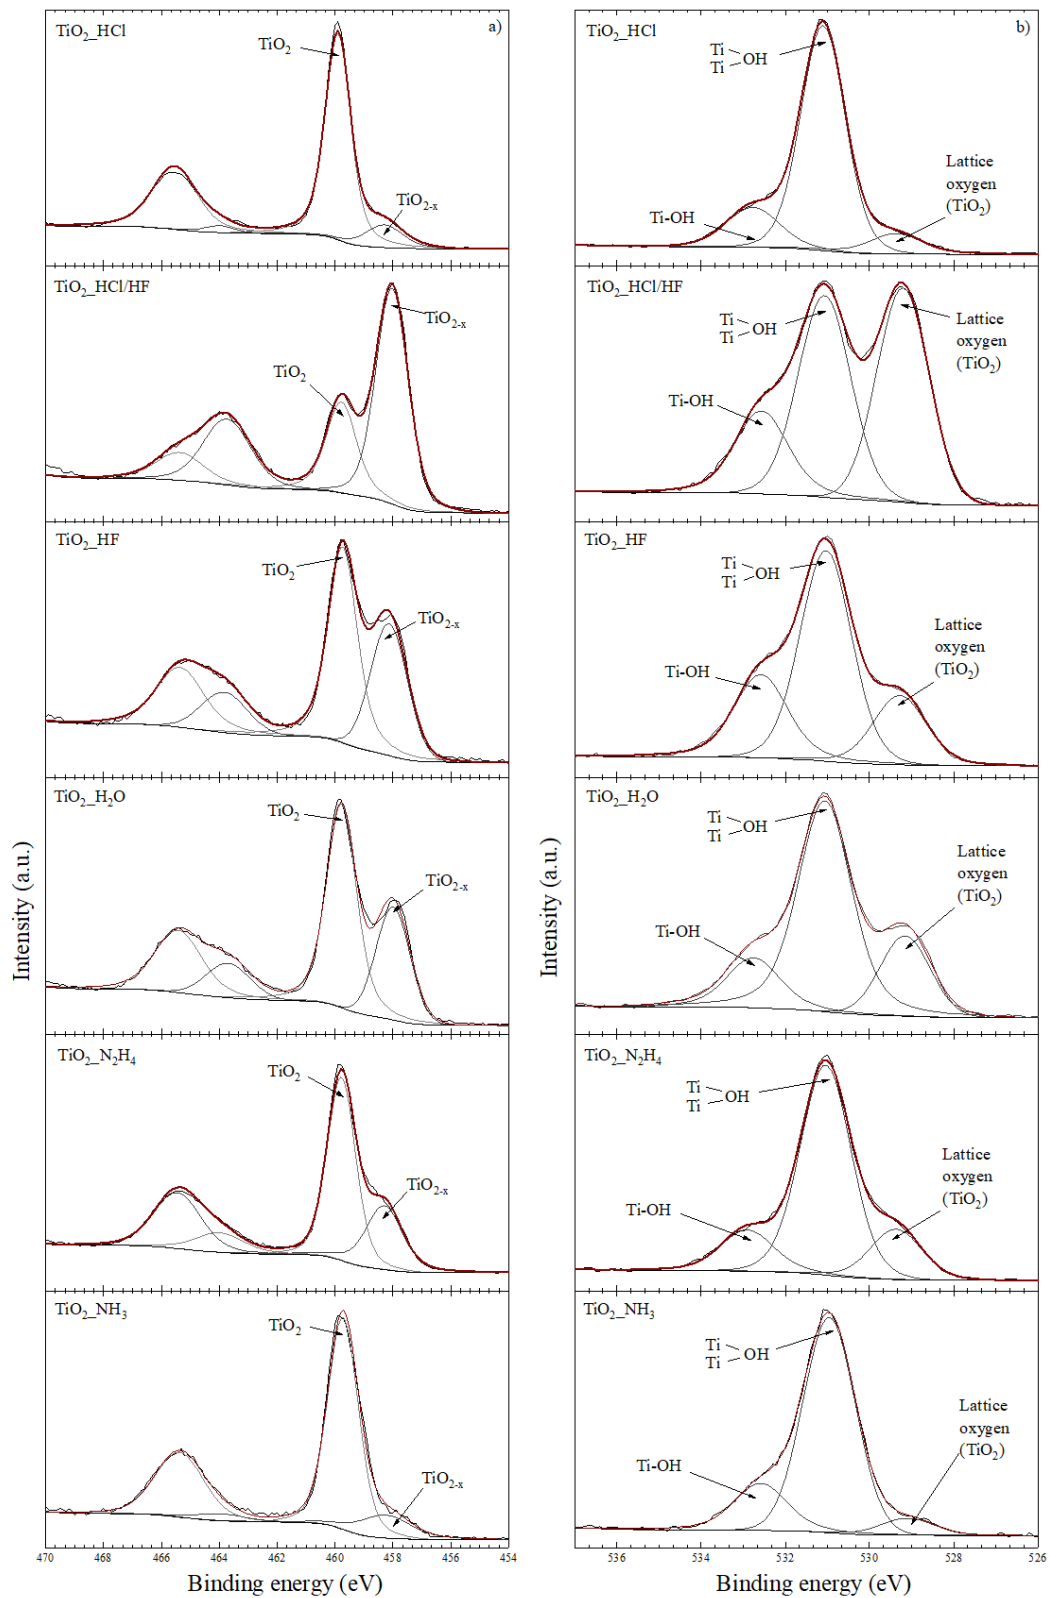 TiO2_HCl
a)
TiO2
TiO2-x
TiO2_HCl/HF
TiO2-x
TiO2
TiO2_HF
TiO2
TiO2-x
TiO2_H2O
TiO2
TiO2-x
TiO2_N2H4
TiO2
TiO2-x
TiO2_NH3
TiO2
TiO2-x
470 468 466 464 462 460 458 456 454
Binding energy (eV)
Intensity (a.u.)
TiO2_HCl
b)
Ti
OH
Ti
Lattice
oxygen
(TiO2)
Ti-OH
TiO2_HCl/HF
Ti
OH
Ti
Lattice
oxygen
(TiO2)
Ti-OH
TiO2_HF
Ti
OH
Ti
Lattice
oxygen
(TiO2)
Ti-OH
TiO2_H2O
Ti
OH
Ti
Lattice
oxygen
(TiO2)
Ti-OH
TiO2_N2H4
Ti
OH
Ti
Lattice
oxygen
(TiO2)
Ti-OH
TiO2_NH3
Ti
OH
Ti
Lattice
oxygen
(TiO2)
Ti-OH
536 534 531 530 528 526
Binding energy (eV)
Intensity (a.u.)